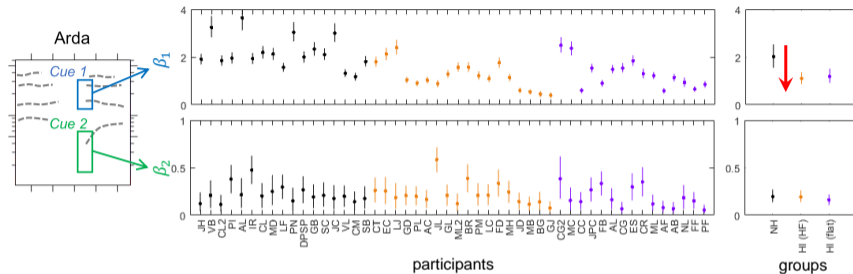 Arda
Cue 1
Cue 2
β1
4
2
0
β2
1
0.5
0
JH
VB
CL2
PI
AL
IR
CL
MD
LF
PN
DPSP
GB
SC
JC
VL
CM
SB
CT
EC
LJ
GD
PL
AC
JL
GL
ML2
BR
PM
LC
FD
MH
JD
MB
BG
GJ
CG2
MC
CC
JPC
FB
AL
CG
ES
CR
ML
AF
AB
NL
FF
PF
participants
4
2
0
1
0.5
0
NH
HI (HF)
HI (flat)
groups